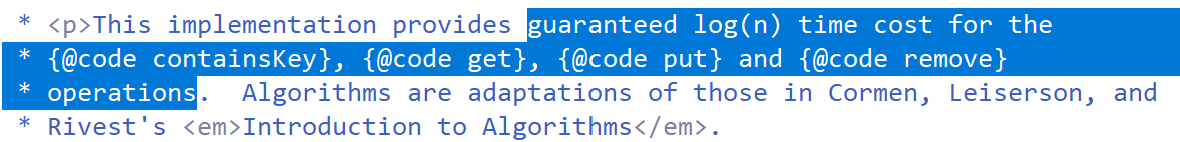 * <p>This implementation provides guaranteed log(n) time cost for the
* {@code containsKey}, {@code get}, {@code put} and {@code remove}
* operations.  Algorithms are adaptations of those in Cormen, Leiserson, and
* Rivest's <em>Introduction to Algorithms</em>.